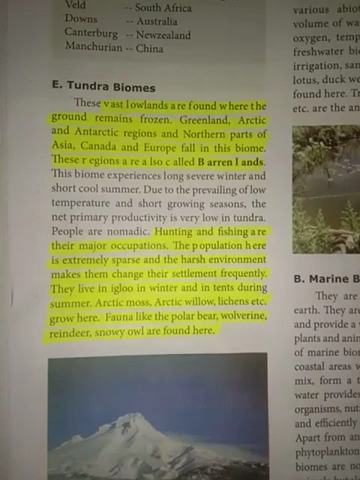 Veld -- South Africa
Downs -- Australia
Canterburg -- Newzealand
Manchurian -- China
E. Tundra Biomes
These vast lowlands are found where the
ground remains frozen. Greenland, Arctic
and Antarctic regions and Northern parts of
Asia, Canada and Europe fall in this biome.
These regions are also called Barren lands.
This biome experiences long severe winter and
short cool summer. Due to the prevailing of low
temperature and short growing seasons, the
net primary productivity is very low in tundra.
People are nomadic. Hunting and fishing are
their major occupations. The population here
is extremely sparse and the harsh environment
makes them change their settlement frequently.
They live in igloo in winter and in tents during
summer. Arctic moss, Arctic willow, lichens etc.
grow here. Fauna like the polar bear, wolverine,
reindeer, snowy owl are found here.
various abiot
volume of wa
oxygen, temp
freshwater bio
irrigation, san
lotus, duck we
found here. Tr
etc. are the an
B. Marine B
They are
earth. They are
and provide a
plants and anin
of marine bion
coastal areas w
mix, form a t
water provides
organisms, nut
and efficiently
Apart from an
phytoplankton
biomes are no